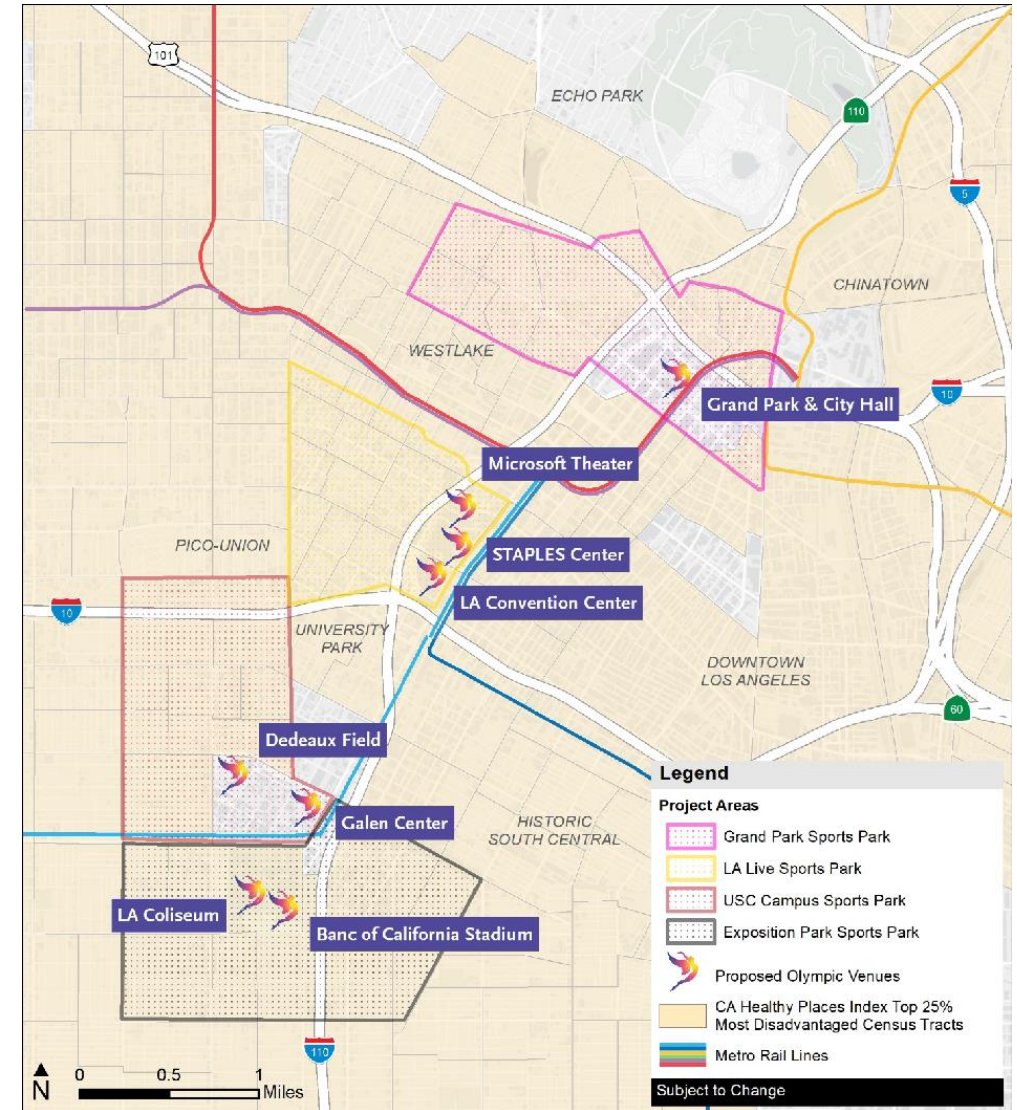 101
ECHO PARK
110
5
CHINATOWN
WESTLAKE
10
Grand Park & City Hall
Microsoft Theater
PICO-UNION
STAPLES Center
10
LA Convention Center
UNIVERSITY
PARK
DOWNTOWN
LOS ANGELES
60
Dedeaux Field
Galen Center
HISTORIC
SOUTH CENTRAL
LA Coliseum
Banc of California Stadium
110
N
0 0.5 1
Miles
Legend
Project Areas
Grand Park Sports Park
LA Live Sports Park
USC Campus Sports Park
Exposition Park Sports Park
Proposed Olympic Venues
CA Healthy Places Index Top 25%
Most Disadvantaged Census Tracts
Metro Rail Lines
Subject to Change